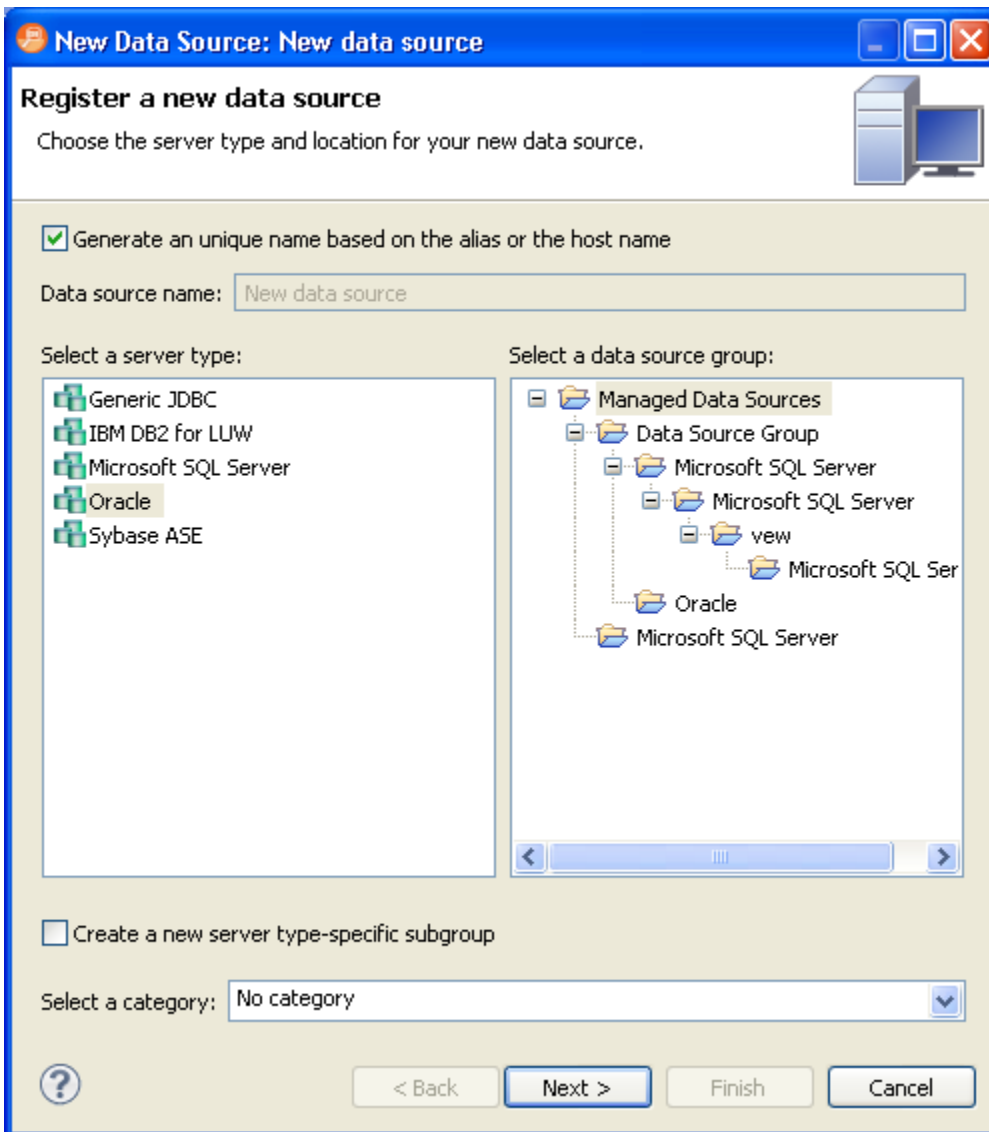 New Data Source: New data source
Register a new data source
Choose the server type and location for your new data source.
Generate an unique name based on the alias or the host name
Data source name: New data source
Select a server type:
Generic JDBC
IBM DB2 for LUW
Microsoft SQL Server
Oracle
Sybase ASE
Select a data source group:
Managed Data Sources
Data Source Group
Microsoft SQL Server
Microsoft SQL Server
vew
Microsoft SQL Ser
Oracle
Microsoft SQL Server
Create a new server type-specific subgroup
Select a category: No category
? < Back Next > Finish Cancel